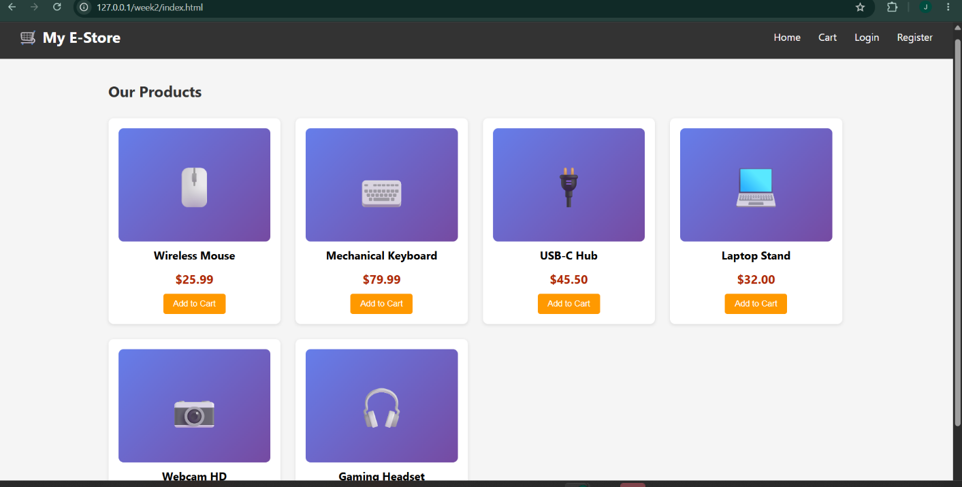 127.0.0.1/week2/index.html
J
My E-Store
Home Cart Login Register
Our Products
Wireless Mouse Mechanical Keyboard USB-C Hub Laptop Stand
$25.99 $79.99 $45.50 $32.00
Add to Cart Add to Cart Add to Cart Add to Cart
Webcam HD Gaming Headset